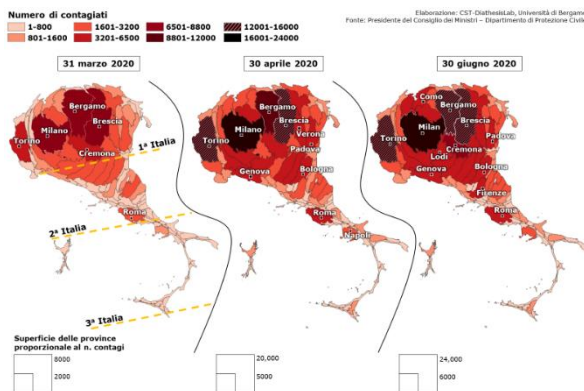 Numero di contagiati
1-800
1601-3200
6501-8800
12001-16000
801-1600
3201-6500
8801-12000
16001-24000
Elaborazione: CST-DiathesisLab, Università di Bergamo
Fonte: Presidente del Consiglio dei Ministri - Dipartimento di Protezione Civile
31 marzo 2020
30 aprile 2020
30 giugno 2020
Bergamo
Milano
Brescia
Torino
Cremona
1ª Italia
Roma
2ª Italia
3ª Italia
Bergamo
Milano
Brescia
Verona
Torino
Padova
Genova
Bologna
Roma
Napoli
Como
Bergamo
Milan
Brescia
Torino
Padova
Cremona
Lodi
Genova
Bologna
Firenze
Roma
Superficie delle province
proporzionale al n. contagi
8000
2000
20,000
5000
24,000
6000